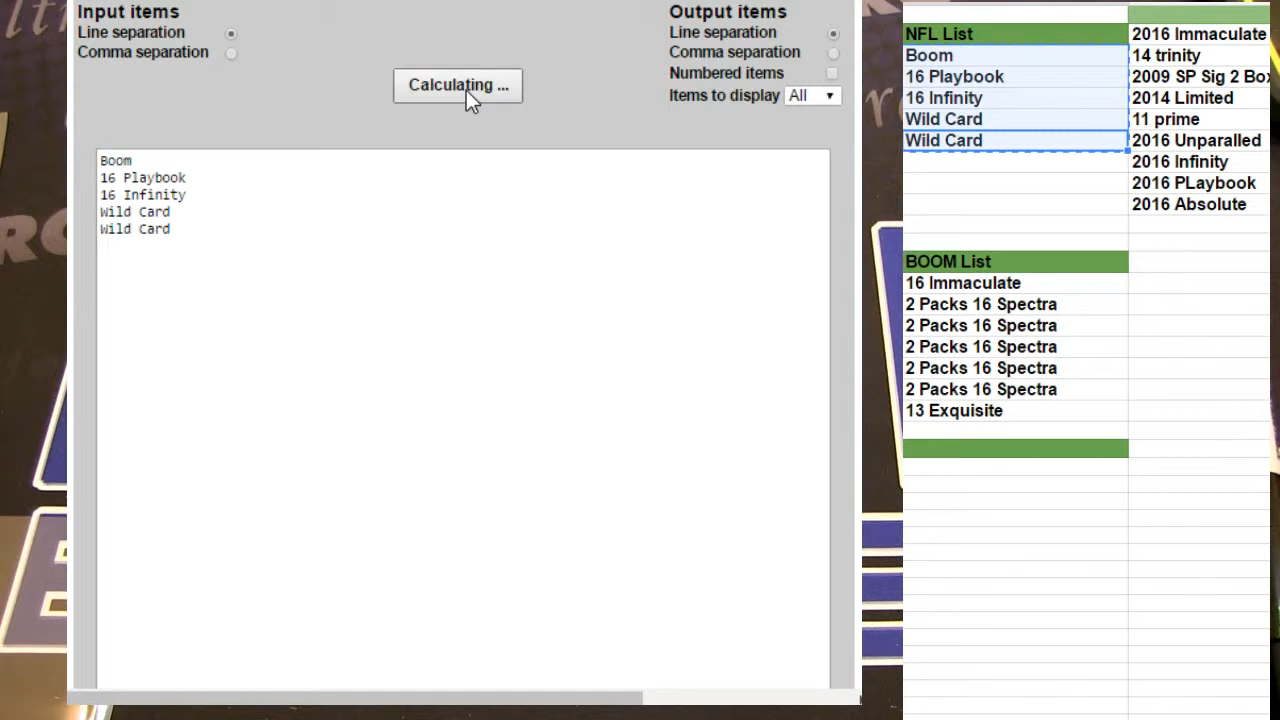 Input items
Line separation
Comma separation
Calculating ...
Output items
Line separation
Comma separation
Numbered items
Items to display All
Boom
16 Playbook
16 Infinity
Wild Card
Wild Card
NFL List
Boom
16 Playbook
16 Infinity
Wild Card
Wild Card
BOOM List
16 Immaculate
2 Packs 16 Spectra
2 Packs 16 Spectra
2 Packs 16 Spectra
2 Packs 16 Spectra
2 Packs 16 Spectra
13 Exquisite
2016 Immaculate
14 trinity
2009 SP Sig 2 Box
2014 Limited
11 prime
2016 Unparalled
2016 Infinity
2016 PLaybook
2016 Absolute